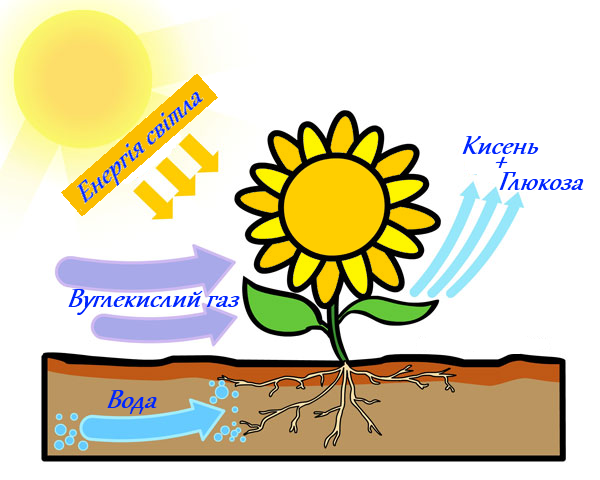 Енергія світла
Кисень
+
Глюкоза
Вуглекислий газ
Вода